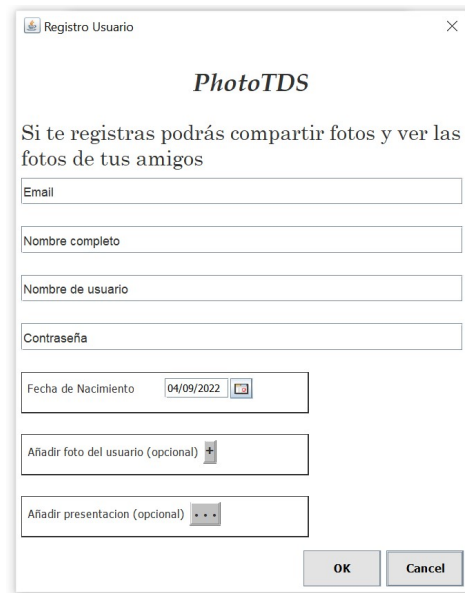 Registro Usuario
PhotoTDS
Si te registras podrás compartir fotos y ver las
fotos de tus amigos
Email
Nombre completo
Nombre de usuario
Contraseña
Fecha de Nacimiento 04/09/2022
Añadir foto del usuario (opcional) +
Añadir presentacion (opcional) ...
OK Cancel